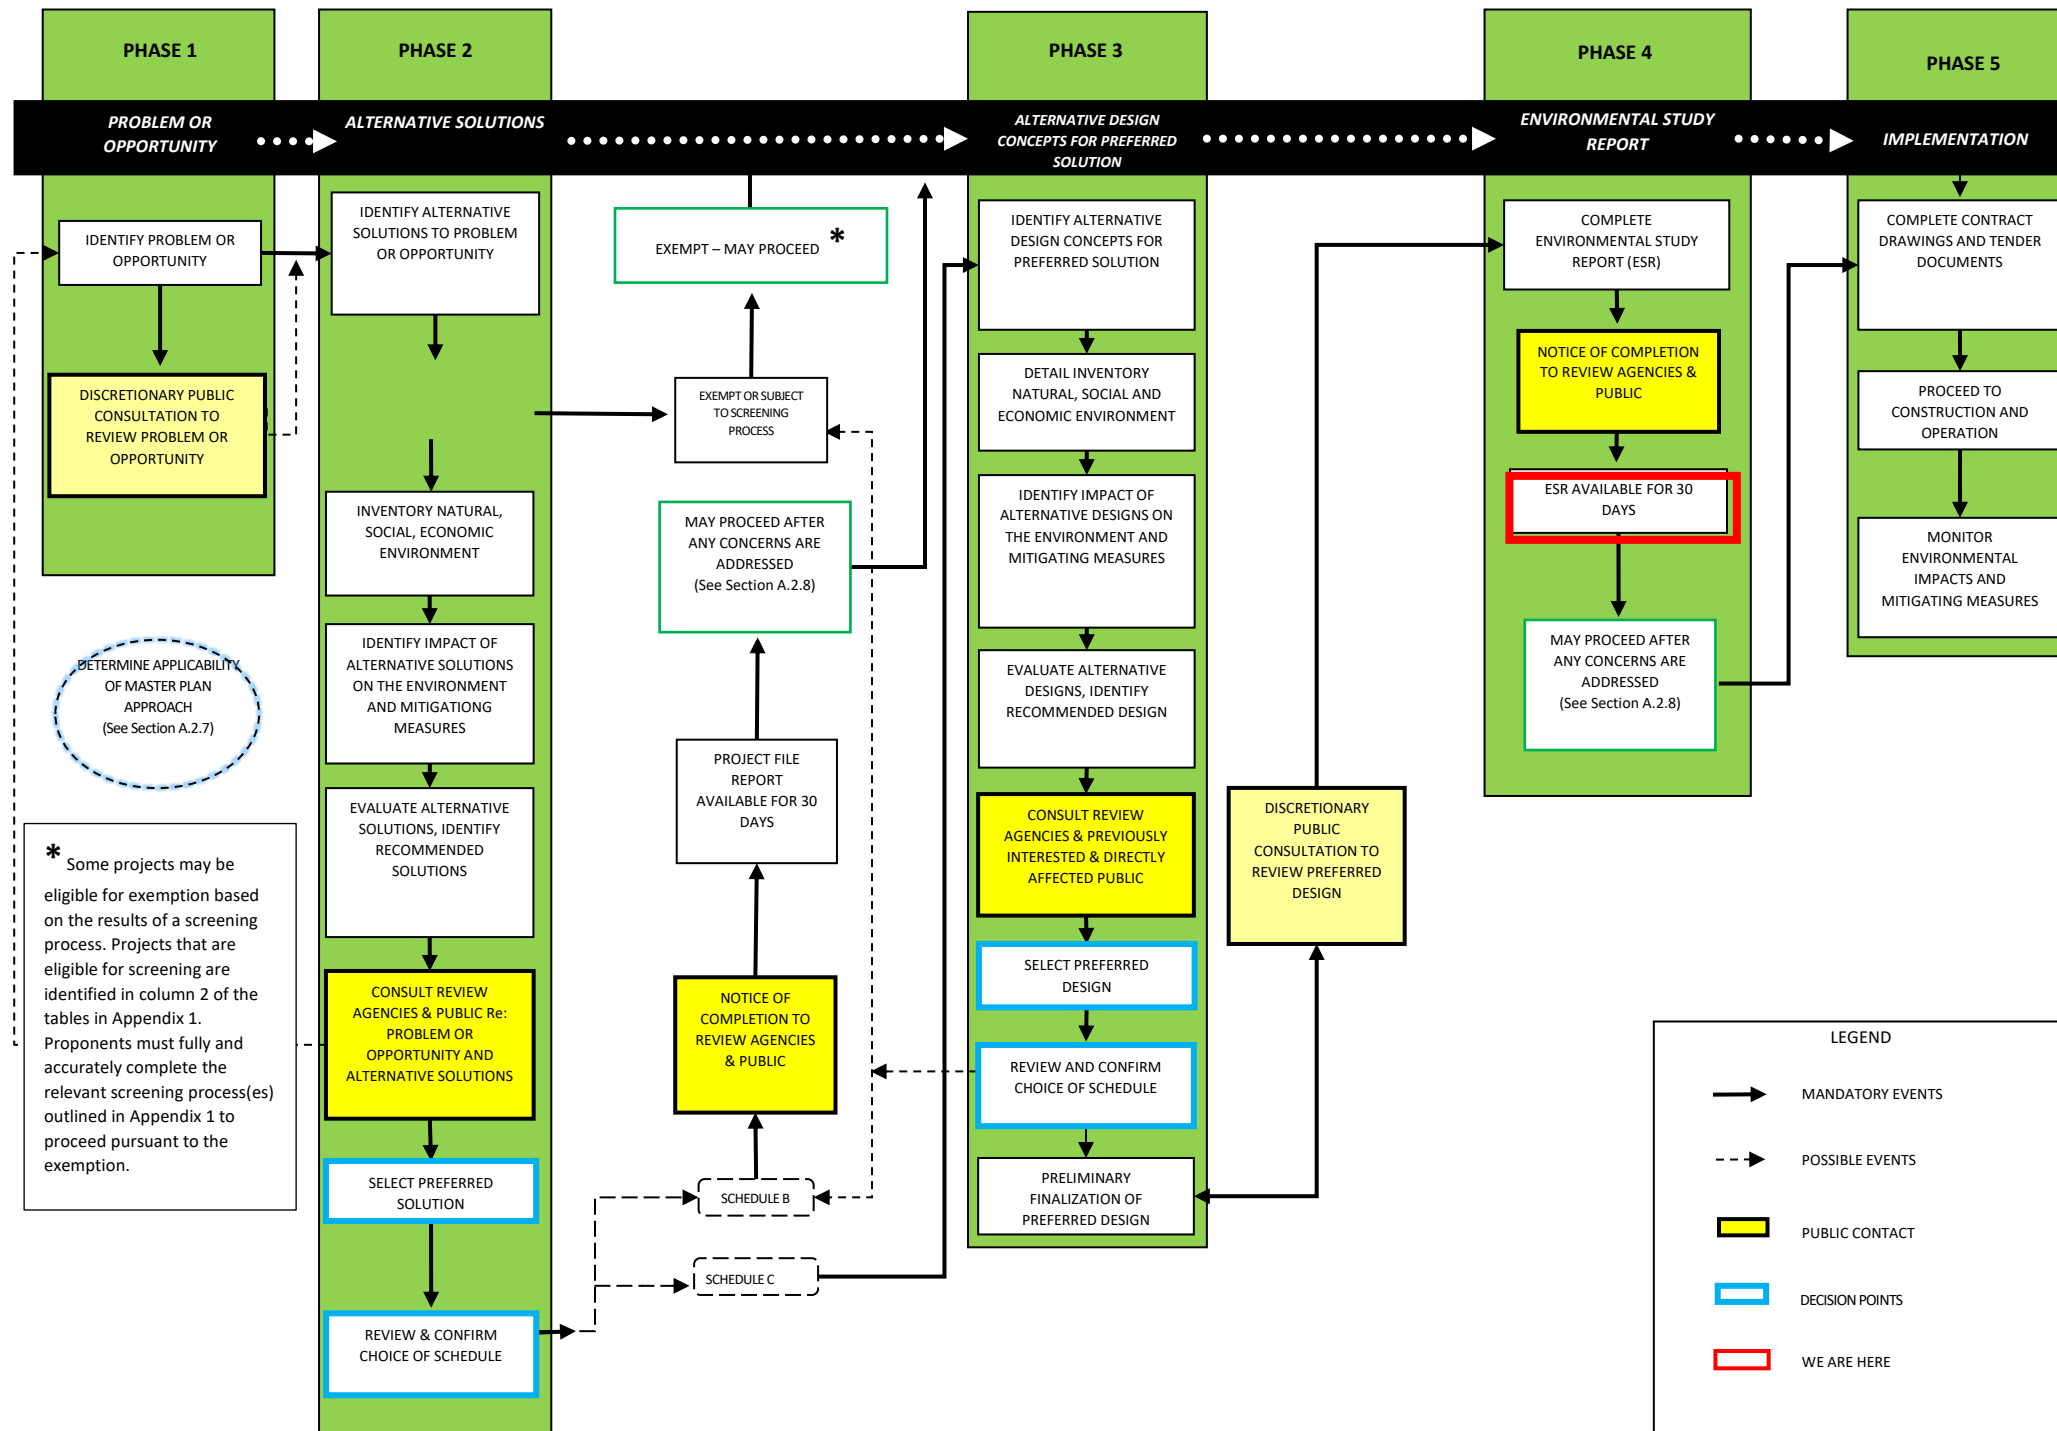 PHASE 1
PROBLEM OR
OPPORTUNITY
IDENTIFY PROBLEM OR
OPPORTUNITY
DISCRETIONARY PUBLIC
CONSULTATION TO
REVIEW PROBLEM OR
OPPORTUNITY
DETERMINE APPLICABILITY
OF MASTER PLAN
APPROACH
(See Section A.2.7)
* Some projects may be
eligible for exemption based
on the results of a screening
process. Projects that are
eligible for screening are
identified in column 2 of the
tables in Appendix 1.
Proponents must fully and
accurately complete the
relevant screening process(es)
outlined in Appendix 1 to
proceed pursuant to the
exemption.
PHASE 2
ALTERNATIVE SOLUTIONS
IDENTIFY ALTERNATIVE
SOLUTIONS TO PROBLEM
OR OPPORTUNITY
INVENTORY NATURAL,
SOCIAL, ECONOMIC
ENVIRONMENT
IDENTIFY IMPACT OF
ALTERNATIVE SOLUTIONS
ON THE ENVIRONMENT
AND MITIGATIONG
MEASURES
EVALUATE ALTERNATIVE
SOLUTIONS, IDENTIFY
RECOMMENDED
SOLUTIONS
CONSULT REVIEW
AGENCIES & PUBLIC Re:
PROBLEM OR
OPPORTUNITY AND
ALTERNATIVE SOLUTIONS
SELECT PREFERRED
SOLUTION
REVIEW & CONFIRM
CHOICE OF SCHEDULE
EXEMPT – MAY PROCEED *
EXEMPT OR SUBJECT
TO SCREENING
PROCESS
MAY PROCEED AFTER
ANY CONCERNS ARE
ADDRESSED
(See Section A.2.8)
PROJECT FILE
REPORT
AVAILABLE FOR 30
DAYS
NOTICE OF
COMPLETION TO
REVIEW AGENCIES
& PUBLIC
SCHEDULE B
SCHEDULE C
PHASE 3
ALTERNATIVE DESIGN
CONCEPTS FOR PREFERRED
SOLUTION
IDENTIFY ALTERNATIVE
DESIGN CONCEPTS FOR
PREFERRED SOLUTION
DETAIL INVENTORY
NATURAL, SOCIAL AND
ECONOMIC ENVIRONMENT
IDENTIFY IMPACT OF
ALTERNATIVE DESIGNS ON
THE ENVIRONMENT AND
MITIGATING MEASURES
EVALUATE ALTERNATIVE
DESIGNS, IDENTIFY
RECOMMENDED DESIGN
CONSULT REVIEW
AGENCIES & PREVIOUSLY
INTERESTED & DIRECTLY
AFFECTED PUBLIC
SELECT PREFERRED
DESIGN
REVIEW AND CONFIRM
CHOICE OF SCHEDULE
PRELIMINARY
FINALIZATION OF
PREFERRED DESIGN
DISCRETIONARY
PUBLIC
CONSULTATION TO
REVIEW PREFERRED
DESIGN
PHASE 4
ENVIRONMENTAL STUDY
REPORT
COMPLETE
ENVIRONMENTAL STUDY
REPORT (ESR)
NOTICE OF COMPLETION
TO REVIEW AGENCIES &
PUBLIC
ESR AVAILABLE FOR 30
DAYS
MAY PROCEED AFTER
ANY CONCERNS ARE
ADDRESSED
(See Section A.2.8)
PHASE 5
IMPLEMENTATION
COMPLETE CONTRACT
DRAWINGS AND TENDER
DOCUMENTS
PROCEED TO
CONSTRUCTION AND
OPERATION
MONITOR
ENVIRONMENTAL
IMPACTS AND
MITIGATING MEASURES
LEGEND
MANDATORY EVENTS
POSSIBLE EVENTS
PUBLIC CONTACT
DECISION POINTS
WE ARE HERE